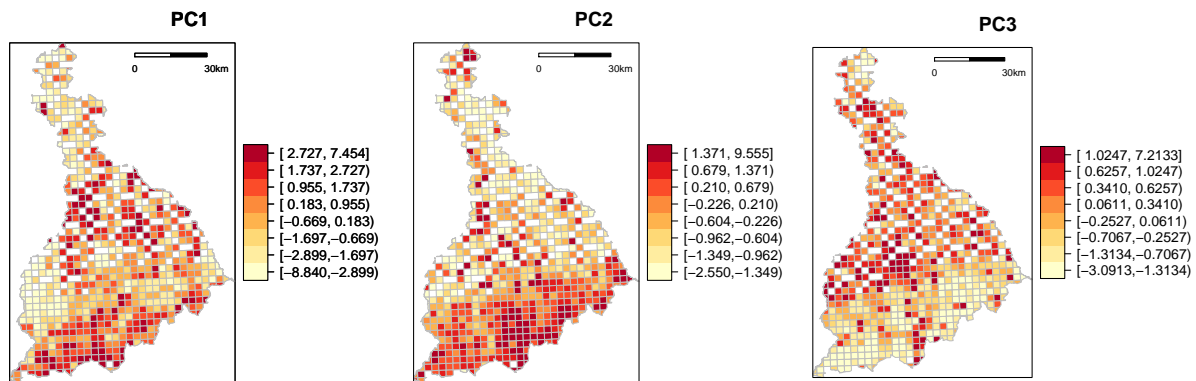 PC1
0 30km
[ 2.727, 7.454]
[ 1.737, 2.727)
[ 0.955, 1.737)
[ 0.183, 0.955)
[−0.669, 0.183)
[−1.697,−0.669)
[−2.899,−1.697)
[−8.840,−2.899)
PC2
0 30km
[ 1.371, 9.555]
[ 0.679, 1.371)
[ 0.210, 0.679)
[−0.226, 0.210)
[−0.604,−0.226)
[−0.962,−0.604)
[−1.349,−0.962)
[−2.550,−1.349)
PC3
0 30km
[ 1.0247, 7.2133]
[ 0.6257, 1.0247)
[ 0.3410, 0.6257)
[ 0.0611, 0.3410)
[−0.2527, 0.0611)
[−0.7067,−0.2527)
[−1.3134,−0.7067)
[−3.0913,−1.3134)